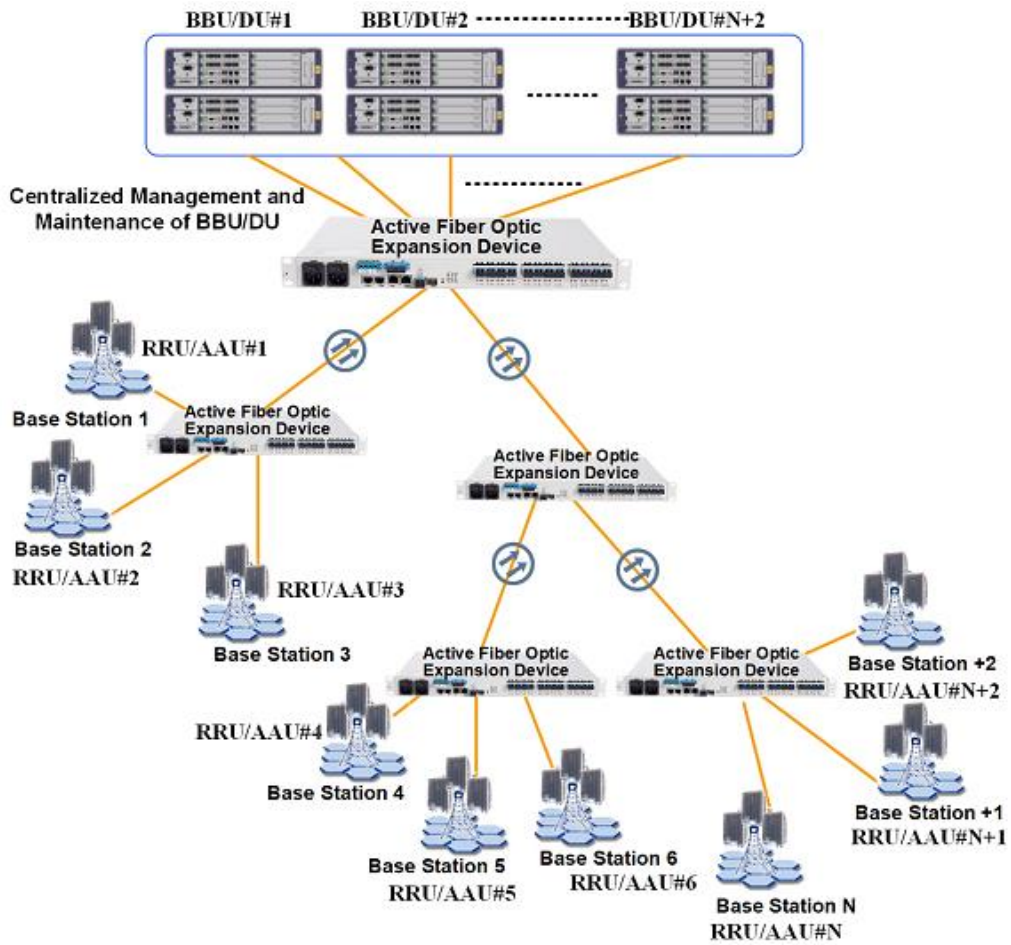 BBU/DU#1
BBU/DU#2
BBU/DU#N+2
Centralized Management and
Maintenance of BBU/DU
Active Fiber Optic
Expansion Device
RRU/AAU#1
Base Station 1
Active Fiber Optic
Expansion Device
Base Station 2
RRU/AAU#2
RRU/AAU#3
Base Station 3
Active Fiber Optic
Expansion Device
Active Fiber Optic
Expansion Device
Active Fiber Optic
Expansion Device
RRU/AAU#4
Base Station 4
Base Station 5
RRU/AAU#5
Base Station 6
RRU/AAU#6
Base Station +2
RRU/AAU#N+2
Base Station +1
RRU/AAU#N+1
Base Station N
RRU/AAU#N